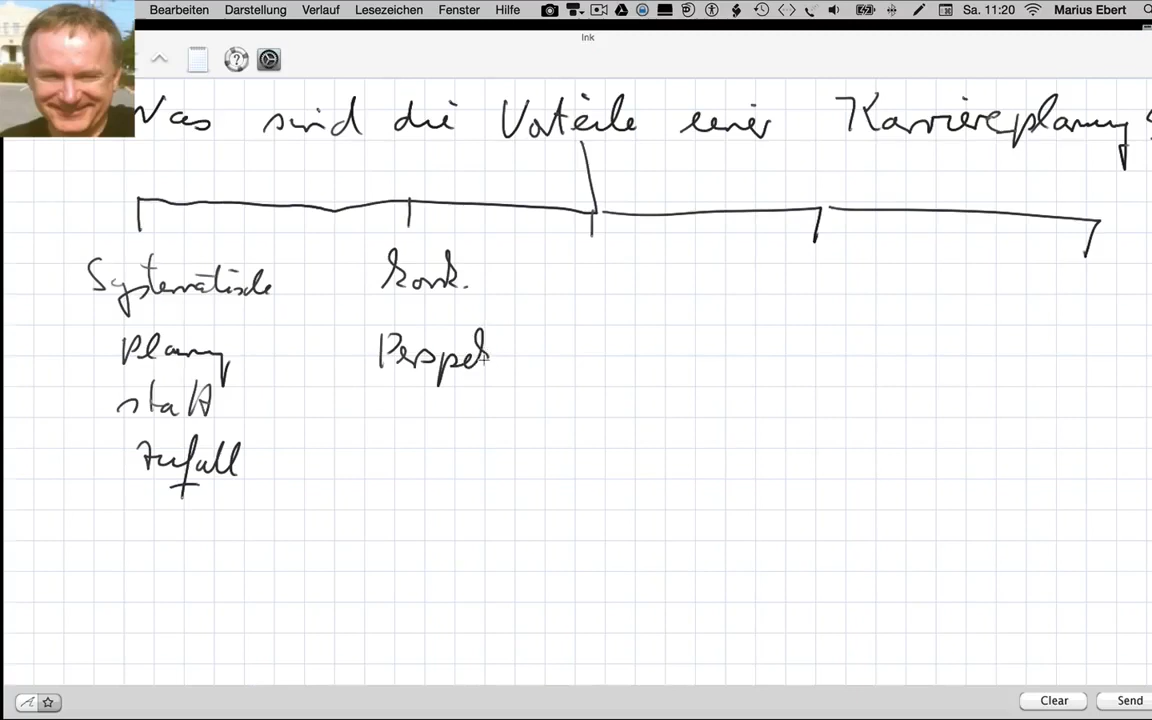 Bearbeiten Darstellung Verlauf Lesezeichen Fenster Hilfe Sa. 11:20 Marius Ebert
Ink
Was sind die Vorteile einer Karriereplanung
Systematische
Planung
statt
Zufall
konk.
Perspek
Clear Send